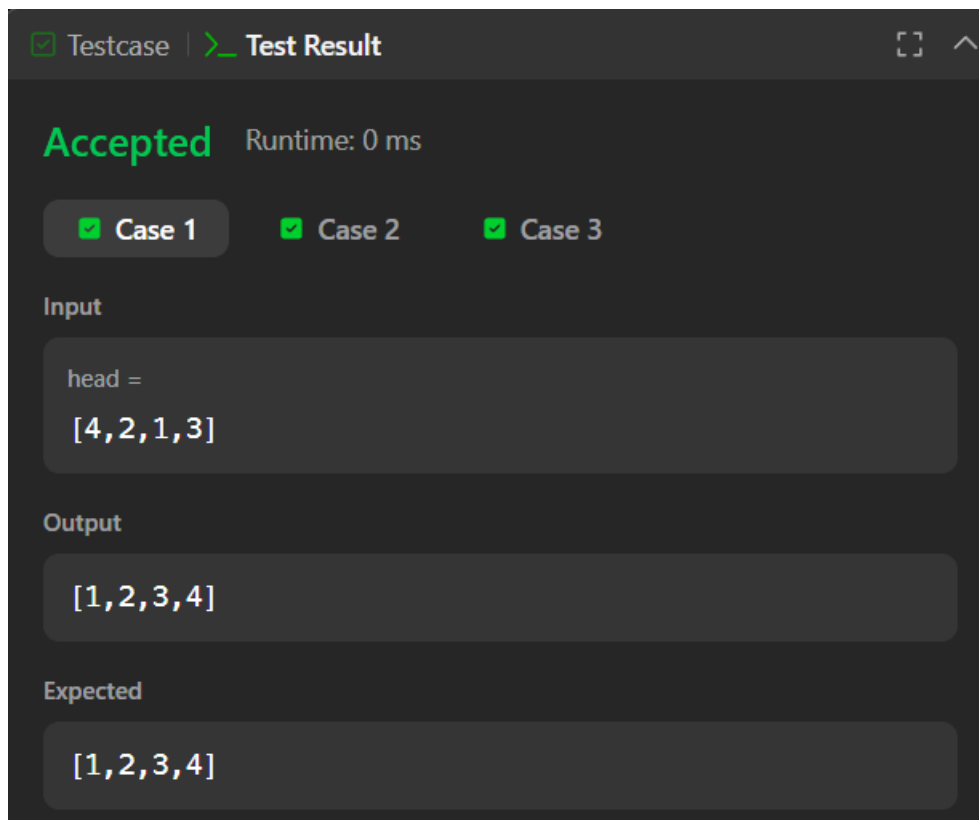 Testcase | >_ Test Result
Accepted Runtime: 0 ms
Case 1 Case 2 Case 3
Input
head =
[4,2,1,3]
Output
[1,2,3,4]
Expected
[1,2,3,4]